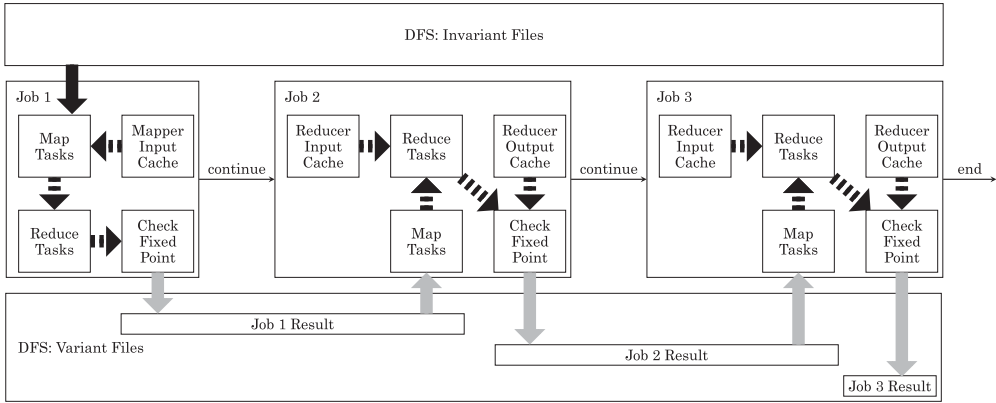 DFS: Invariant Files
Job 1
Map
Tasks
Mapper
Input
Cache
Reduce
Tasks
Check
Fixed
Point
continue
Job 2
Reducer
Input
Cache
Reduce
Tasks
Reducer
Output
Cache
Map
Tasks
Check
Fixed
Point
continue
Job 3
Reducer
Input
Cache
Reduce
Tasks
Reducer
Output
Cache
Map
Tasks
Check
Fixed
Point
end
DFS: Variant Files
Job 1 Result
Job 2 Result
Job 3 Result